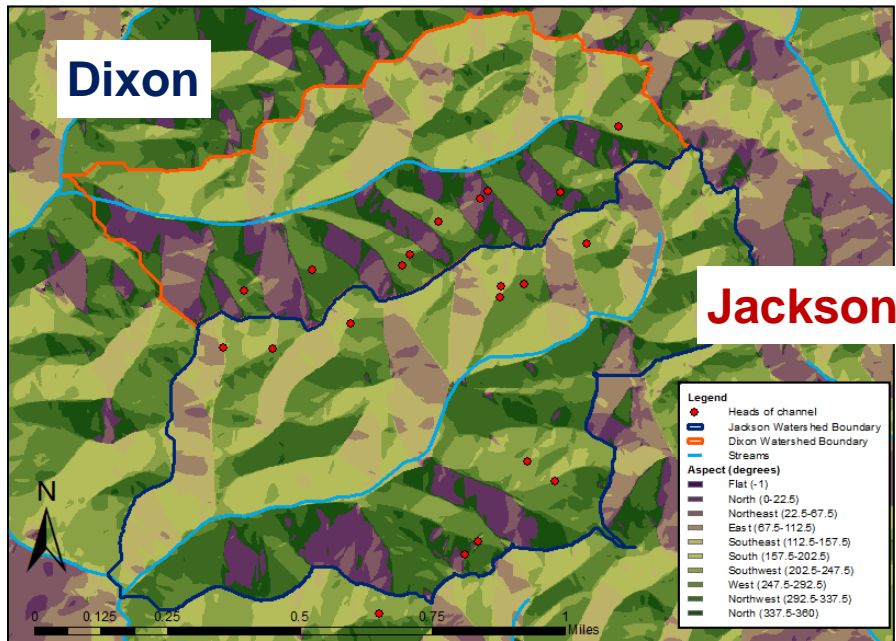 Dixon
Jackson
Legend
Heads of channel
Jackson Watershed Boundary
Dixon Watershed Boundary
Streams
Aspect (degrees)
Flat (-1)
North (0-22.5)
Northeast (22.5-67.5)
East (67.5-112.5)
Southeast (112.5-157.5)
South (157.5-202.5)
Southwest (202.5-247.5)
West (247.5-292.5)
Northwest (292.5-337.5)
North (337.5-360)
N
0 0.125 0.25 0.5 0.75 1
Miles